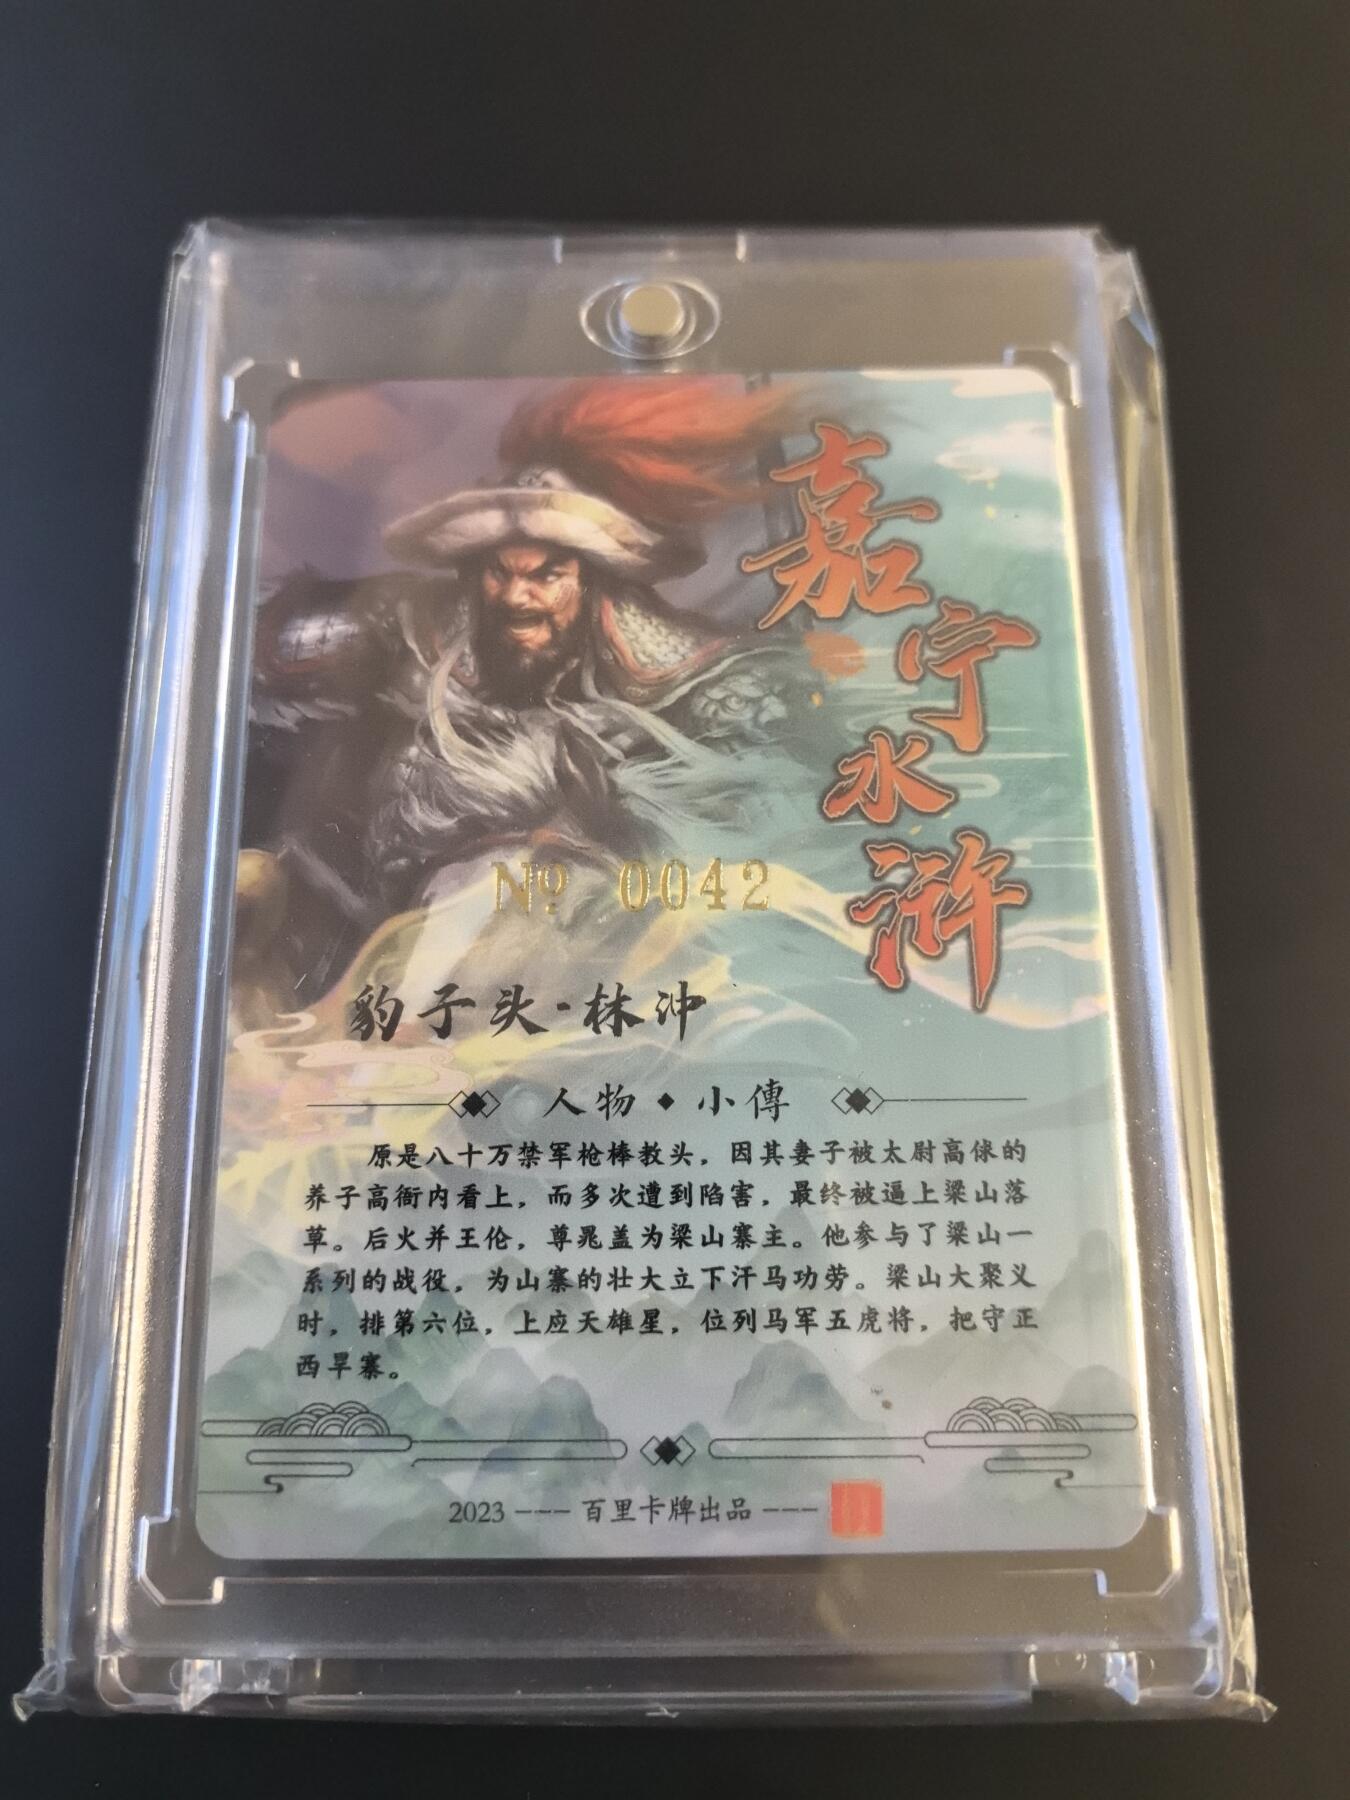 嘉宁水浒
№ 0042
豹子头·林冲
人物◆小傳
原是八十万禁军枪棒教头，因其妻子被太尉高俅的
养子高衙内看上，而多次遭到陷害，最终被逼上梁山落
草。后火并王伦，尊晁盖为梁山寨主。他参与了梁山一
系列的战役，为山寨的壮大立下汗马功劳。梁山大聚义
时，排第六位，上应天雄星，位列马军五虎将，把守正
西旱寨。
2023 --- 百里卡牌出品 ---